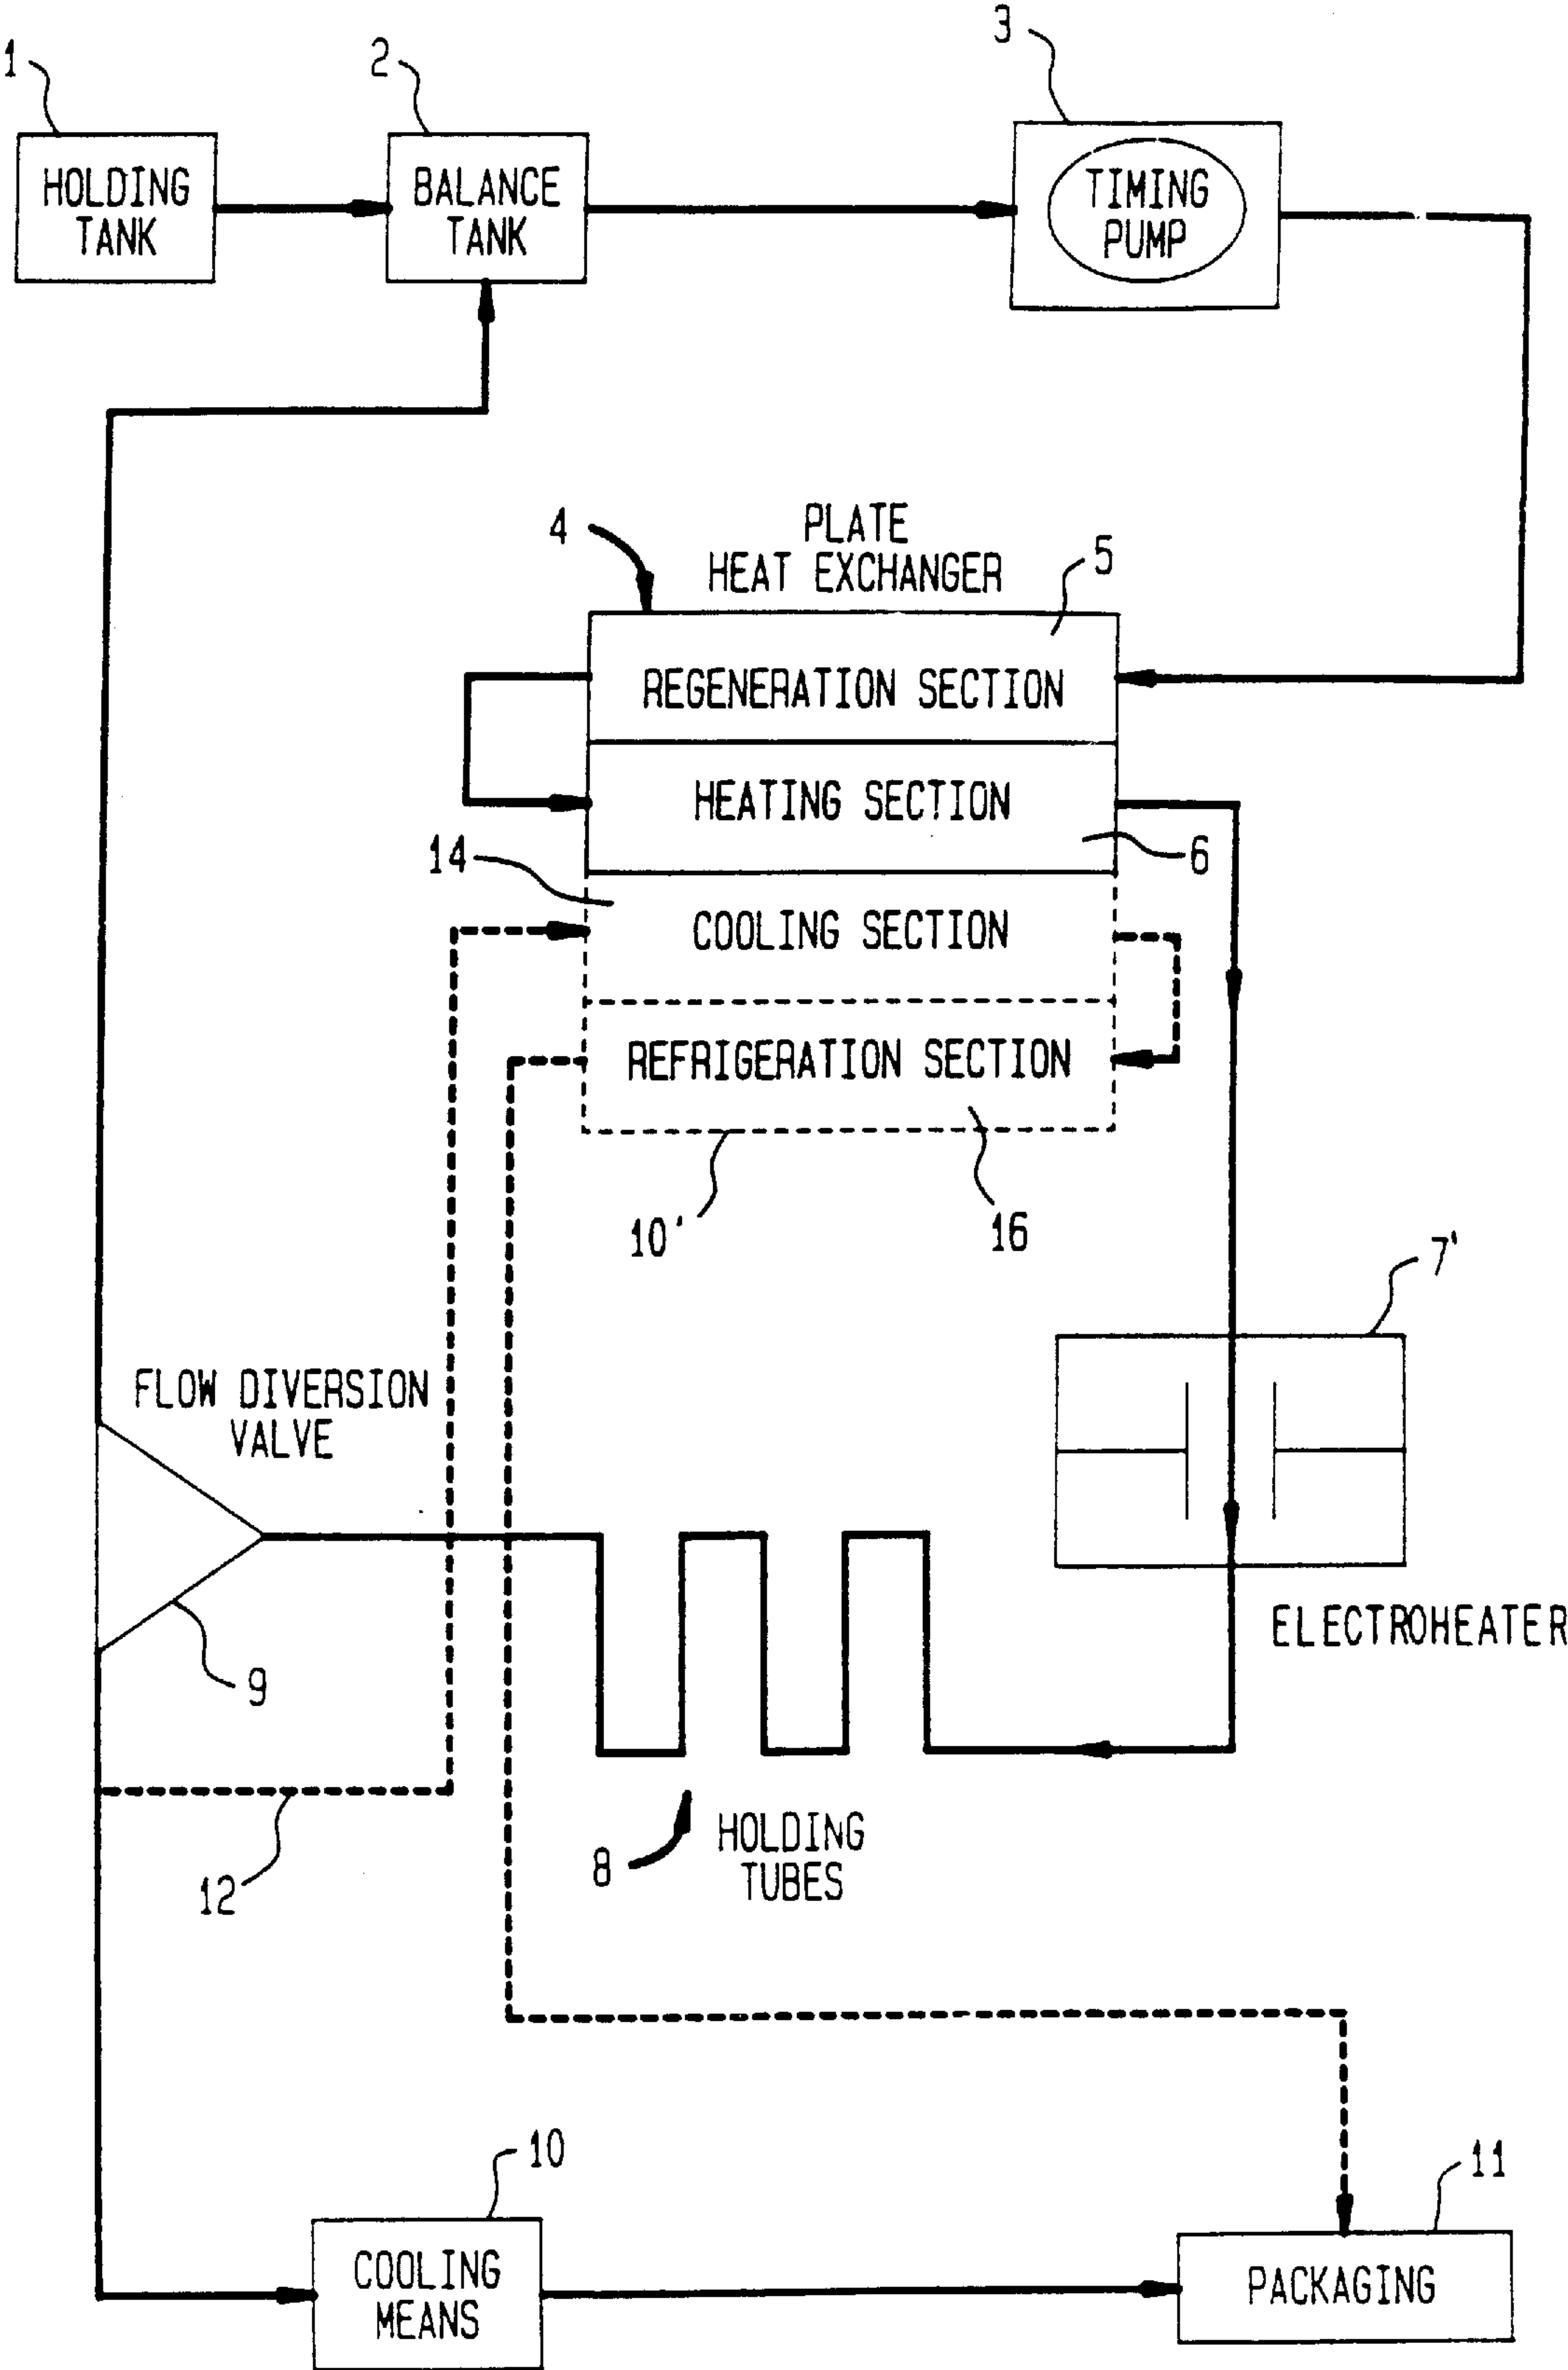 1
2
3
HOLDING
TANK
BALANCE
TANK
TIMING
PUMP
4
PLATE
HEAT EXCHANGER
5
REGENERATION SECTION
HEATING SECTION
14
6
COOLING SECTION
REFRIGERATION SECTION
10'
16
7'
FLOW DIVERSION
VALVE
ELECTROHEATER
9
12
8
HOLDING
TUBES
10
11
COOLING
MEANS
PACKAGING